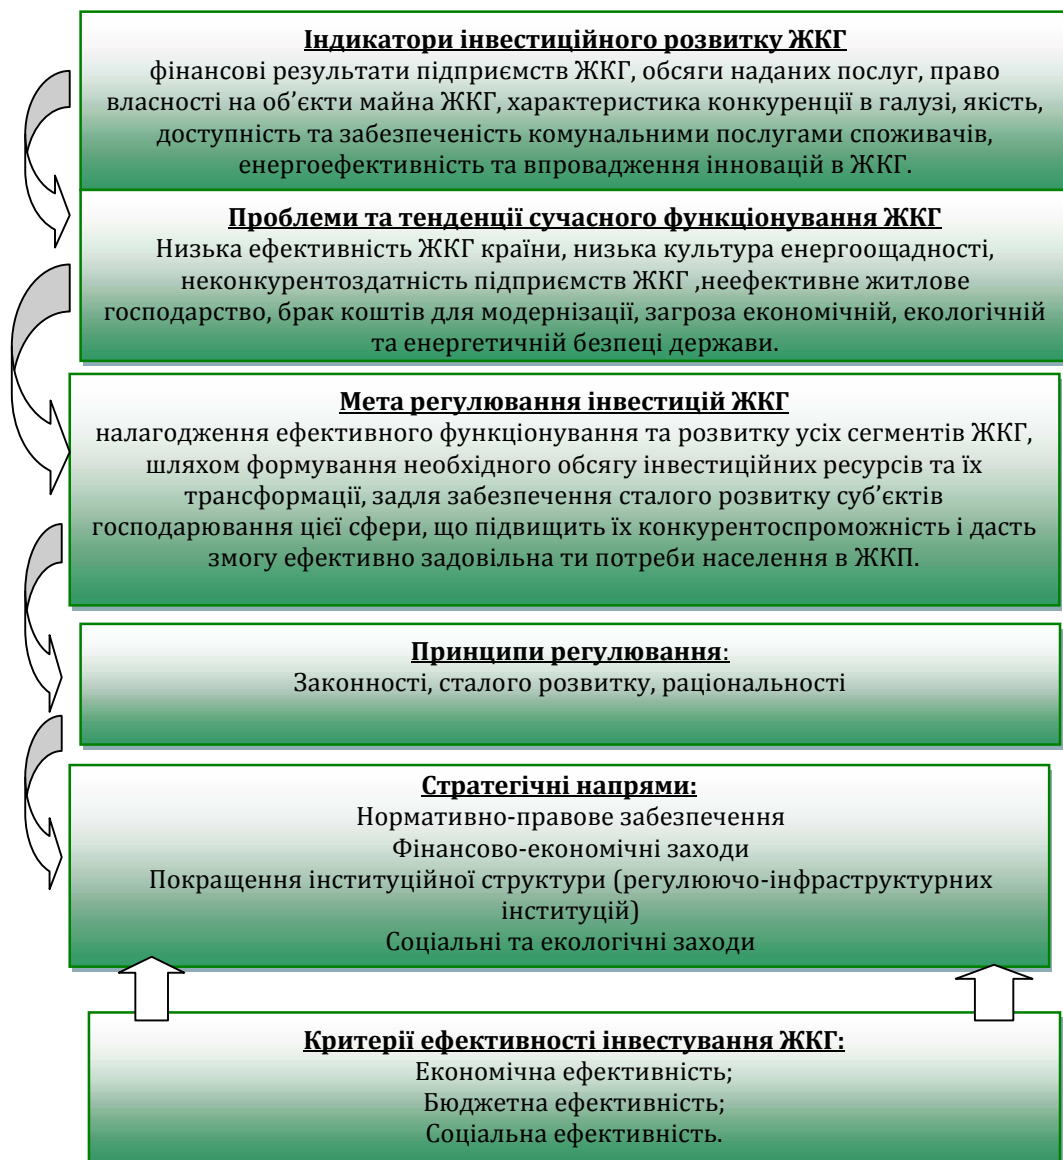 Індикатори інвестиційного розвитку ЖКГ
фінансові результати підприємств ЖКГ, обсяги наданих послуг, право
власності на об’єкти майна ЖКГ, характеристика конкуренції в галузі, якість,
доступність та забезпеченість комунальними послугами споживачів,
енергоефективність та впровадження інновацій в ЖКГ.
Проблеми та тенденції сучасного функціонування ЖКГ
Низька ефективність ЖКГ країни, низька культура енергоощадності,
неконкурентоздатність підприємств ЖКГ ,неефективне житлове
господарство, брак коштів для модернізації, загроза економічній, екологічній
та енергетичній безпеці держави.
Мета регулювання інвестицій ЖКГ
налагодження ефективного функціонування та розвитку усіх сегментів ЖКГ,
шляхом формування необхідного обсягу інвестиційних ресурсів та їх
трансформації, задля забезпечення сталого розвитку суб’єктів
господарювання цієї сфери, що підвищить їх конкурентоспроможність і дасть
змогу ефективно задовільна ти потреби населення в ЖКП.
Принципи регулювання:
Законності, сталого розвитку, раціональності
Стратегічні напрями:
Нормативно-правове забезпечення
Фінансово-економічні заходи
Покращення інституційної структури (регулюючо-інфраструктурних
інституцій)
Соціальні та екологічні заходи
Критерії ефективності інвестування ЖКГ:
Економічна ефективність;
Бюджетна ефективність;
Соціальна ефективність.